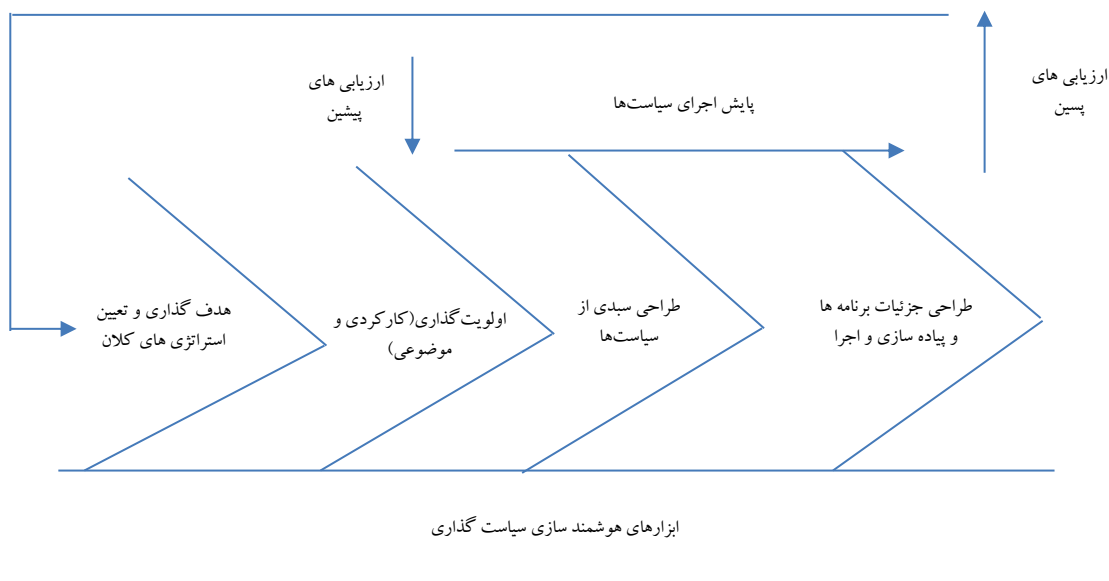 ارزیابی های
پسین
ارزیابی های
پیشین
پایش اجرای سیاست‌ها
هدف گذاری و تعیین
استراتژی های کلان
اولویت‌گذاری(کارکردی و
موضوعی)
طراحی سبدی از
سیاست‌ها
طراحی جزئیات برنامه ها
و پیاده سازی و اجرا
ابزارهای هوشمند سازی سیاست گذاری